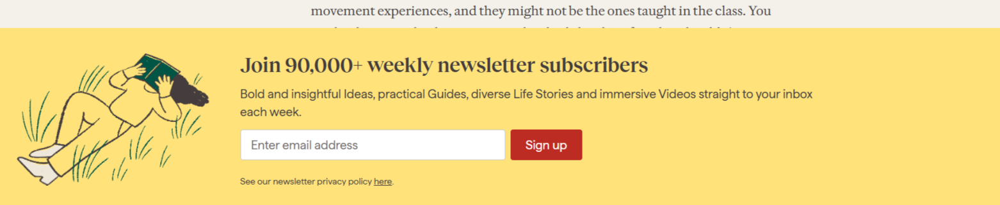 movement experiences, and they might not be the ones taught in the class. You
Join 90,000+ weekly newsletter subscribers
Bold and insightful Ideas, practical Guides, diverse Life Stories and immersive Videos straight to your inbox
each week.
Enter email address
Sign up
See our newsletter privacy policy here.